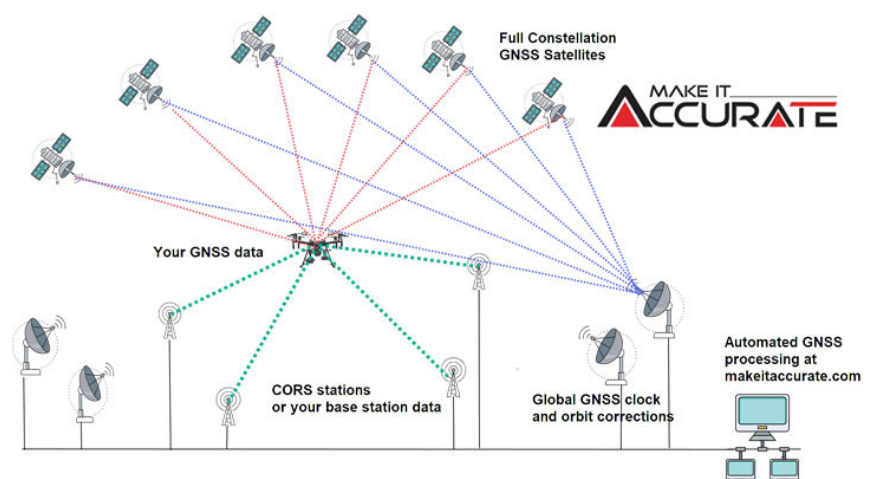 Full Constellation
GNSS Satellites
MAKE IT
ACCURATE
Your GNSS data
CORS stations
or your base station data
Global GNSS clock
and orbit corrections
Automated GNSS
processing at
makeitaccurate.com